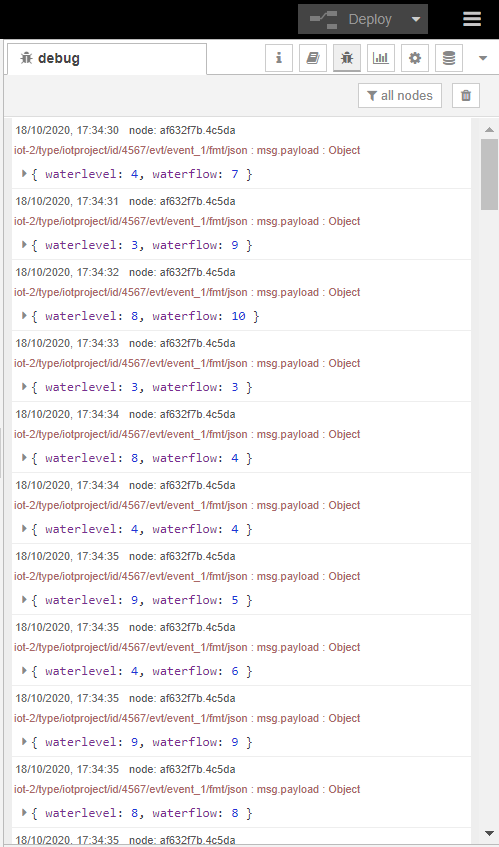 Deploy
debug
i
all nodes
18/10/2020, 17:34:30 node: af632f7b.4c5da
iot-2/type/iotproject/id/4567/evt/event_1/fmt/json : msg.payload : Object
{ waterlevel: 4, waterflow: 7 }
18/10/2020, 17:34:31 node: af632f7b.4c5da
iot-2/type/iotproject/id/4567/evt/event_1/fmt/json : msg.payload : Object
{ waterlevel: 3, waterflow: 9 }
18/10/2020, 17:34:32 node: af632f7b.4c5da
iot-2/type/iotproject/id/4567/evt/event_1/fmt/json : msg.payload : Object
{ waterlevel: 8, waterflow: 10 }
18/10/2020, 17:34:33 node: af632f7b.4c5da
iot-2/type/iotproject/id/4567/evt/event_1/fmt/json : msg.payload : Object
{ waterlevel: 3, waterflow: 3 }
18/10/2020, 17:34:34 node: af632f7b.4c5da
iot-2/type/iotproject/id/4567/evt/event_1/fmt/json : msg.payload : Object
{ waterlevel: 8, waterflow: 4 }
18/10/2020, 17:34:34 node: af632f7b.4c5da
iot-2/type/iotproject/id/4567/evt/event_1/fmt/json : msg.payload : Object
{ waterlevel: 4, waterflow: 4 }
18/10/2020, 17:34:35 node: af632f7b.4c5da
iot-2/type/iotproject/id/4567/evt/event_1/fmt/json : msg.payload : Object
{ waterlevel: 9, waterflow: 5 }
18/10/2020, 17:34:35 node: af632f7b.4c5da
iot-2/type/iotproject/id/4567/evt/event_1/fmt/json : msg.payload : Object
{ waterlevel: 4, waterflow: 6 }
18/10/2020, 17:34:35 node: af632f7b.4c5da
iot-2/type/iotproject/id/4567/evt/event_1/fmt/json : msg.payload : Object
{ waterlevel: 9, waterflow: 9 }
18/10/2020, 17:34:35 node: af632f7b.4c5da
iot-2/type/iotproject/id/4567/evt/event_1/fmt/json : msg.payload : Object
{ waterlevel: 8, waterflow: 8 }
18/10/2020, 17:34:35 node: af632f7b.4c5da